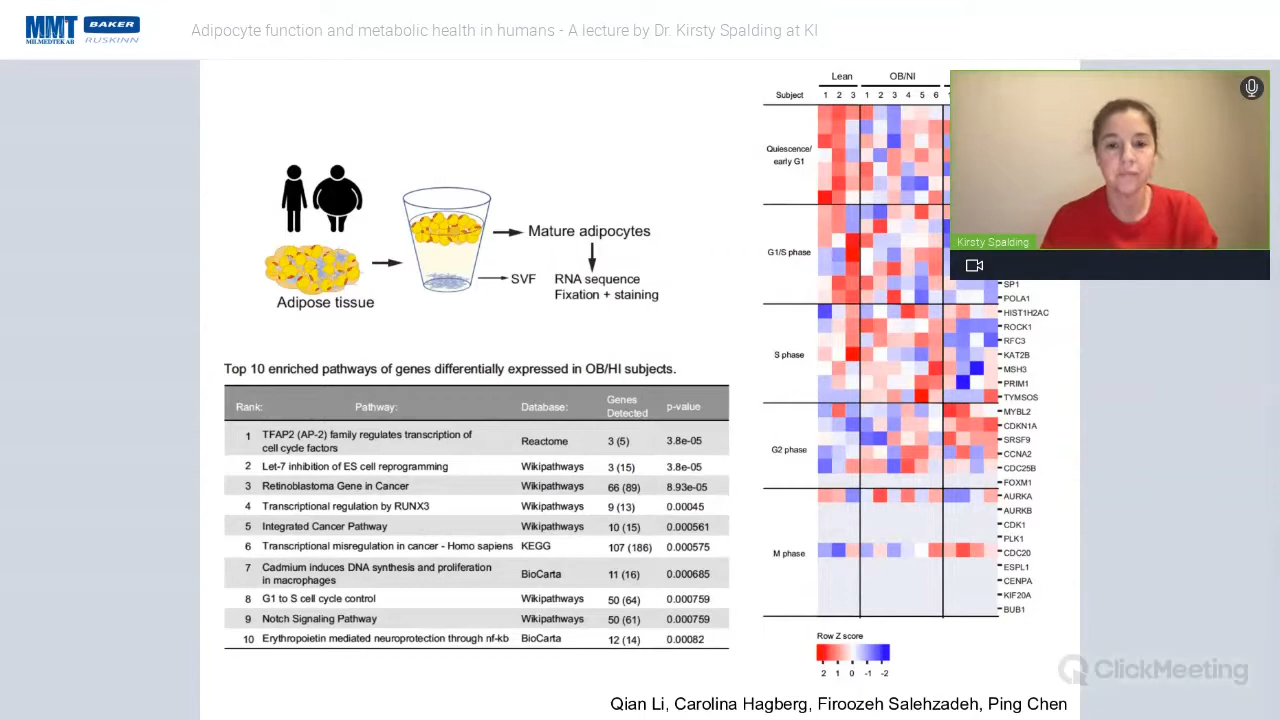 MMT
MILMEDTEK AB
BAKER
RUSKINN
Adipocyte function and metabolic health in humans - A lecture by Dr. Kirsty Spalding at KI
Adipose tissue
Mature adipocytes
SVF
RNA sequence
Fixation + staining
Top 10 enriched pathways of genes differentially expressed in OB/HI subjects.
Rank: Pathway: Database: Genes Detected p-value
1 TFAP2 (AP-2) family regulates transcription of cell cycle factors Reactome 3 (5) 3.8e-05
2 Let-7 inhibition of ES cell reprogramming Wikipathways 3 (15) 3.8e-05
3 Retinoblastoma Gene in Cancer Wikipathways 66 (89) 8.93e-05
4 Transcriptional regulation by RUNX3 Wikipathways 9 (13) 0.00045
5 Integrated Cancer Pathway Wikipathways 10 (15) 0.000561
6 Transcriptional misregulation in cancer - Homo sapiens KEGG 107 (186) 0.000575
7 Cadmium induces DNA synthesis and proliferation in macrophages BioCarta 11 (16) 0.000685
8 G1 to S cell cycle control Wikipathways 50 (64) 0.000759
9 Notch Signaling Pathway Wikipathways 50 (61) 0.000759
10 Erythropoietin mediated neuroprotection through nf-kb BioCarta 12 (14) 0.00082
Lean OB/NI
Subject 1 2 3 1 2 3 4 5 6
Quiescence/
early G1
G1/S phase
S phase
G2 phase
M phase
Kirsty Spalding
SP1
POLA1
HIST1H2AC
ROCK1
RFC3
KAT2B
MSH3
PRIM1
TYMSOS
MYBL2
CDKN1A
SRSF9
CCNA2
CDC25B
FOXM1
AURKA
AURKB
CDK1
PLK1
CDC20
ESPL1
CENPA
KIF20A
BUB1
Row Z score
2 1 0 -1 -2
ClickMeeting
Qian Li, Carolina Hagberg, Firoozeh Salehzadeh, Ping Chen